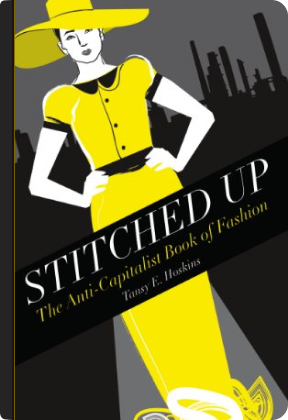 STITCHED UP
The Anti-Capitalist Book of Fashion
Tansy E. Hoskins